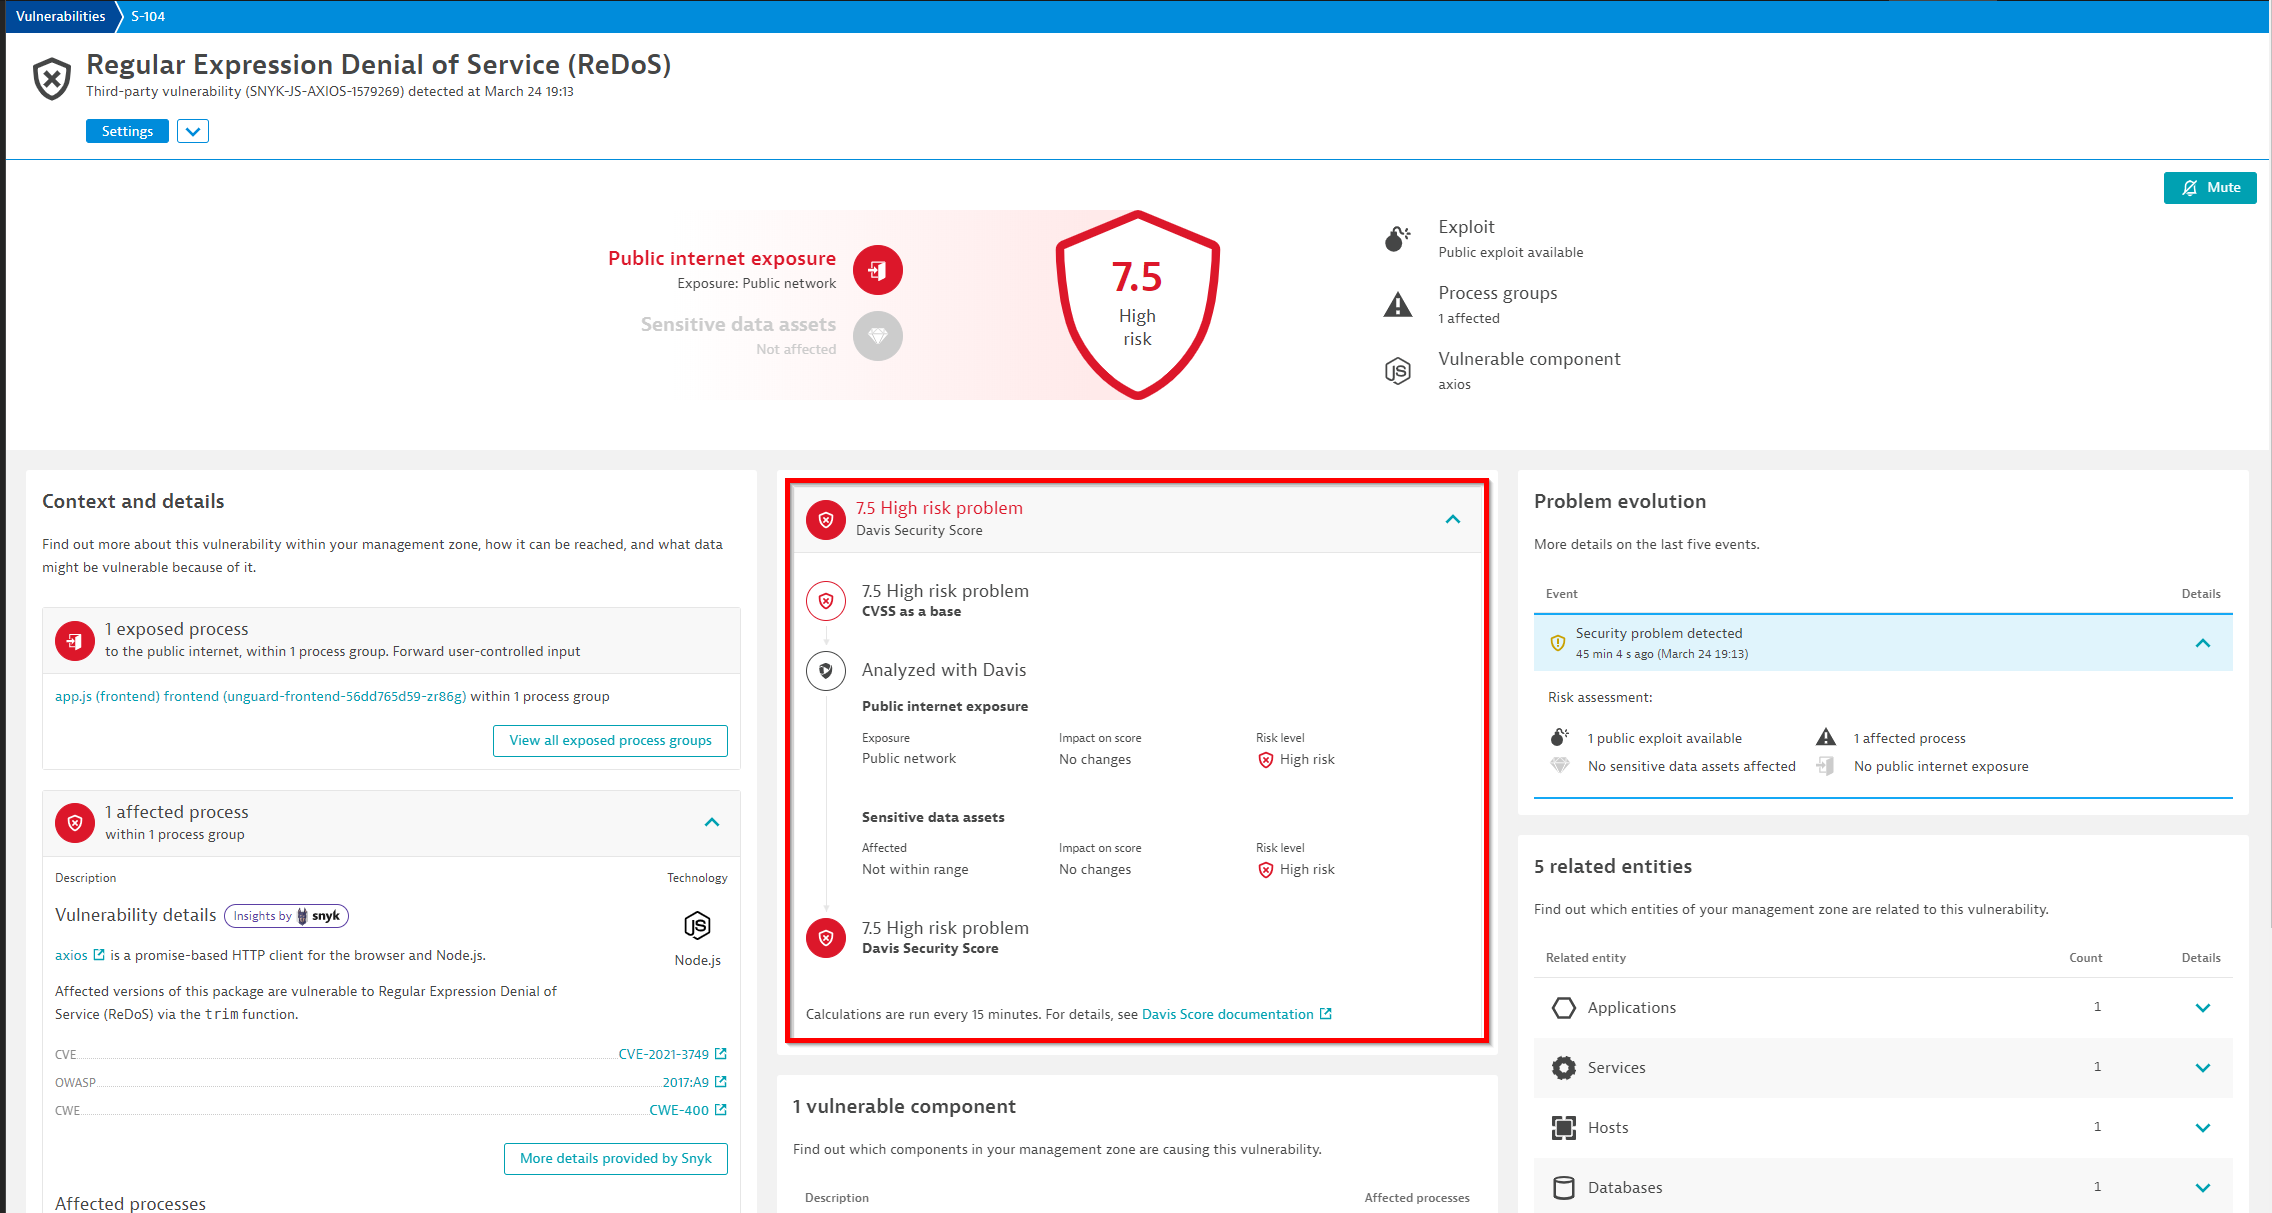 Vulnerabilities
S-104
Regular Expression Denial of Service (ReDoS)
Third-party vulnerability (SNYK-JS-AXIOS-1579269) detected at March 24 19:13
Settings
Mute
Public internet exposure
Exposure: Public network
Sensitive data assets
Not affected
7.5
High
risk
Exploit
Public exploit available
Process groups
1 affected
Vulnerable component
axios
Context and details
Find out more about this vulnerability within your management zone, how it can be reached, and what data
might be vulnerable because of it.
1 exposed process
to the public internet, within 1 process group. Forward user-controlled input
app.js (frontend) frontend (unguard-frontend-56dd765d59-zr86g) within 1 process group
View all exposed process groups
1 affected process
within 1 process group
Description
Technology
Vulnerability details
Insights by snyk
JS
Node.js
axios is a promise-based HTTP client for the browser and Node.js.
Affected versions of this package are vulnerable to Regular Expression Denial of
Service (ReDoS) via the trim function.
CVE
CVE-2021-3749
OWASP
2017:A9
CWE
CWE-400
More details provided by Snyk
Affected processes
7.5 High risk problem
Davis Security Score
7.5 High risk problem
CVSS as a base
Analyzed with Davis
Public internet exposure
Exposure
Impact on score
Risk level
Public network
No changes
High risk
Sensitive data assets
Affected
Impact on score
Risk level
Not within range
No changes
High risk
7.5 High risk problem
Davis Security Score
Calculations are run every 15 minutes. For details, see Davis Score documentation
1 vulnerable component
Find out which components in your management zone are causing this vulnerability.
Description
Affected processes
Problem evolution
More details on the last five events.
Event
Details
Security problem detected
45 min 4 s ago (March 24 19:13)
Risk assessment:
1 public exploit available
1 affected process
No sensitive data assets affected
No public internet exposure
5 related entities
Find out which entities of your management zone are related to this vulnerability.
Related entity
Count
Details
Applications
1
Services
1
Hosts
1
Databases
1